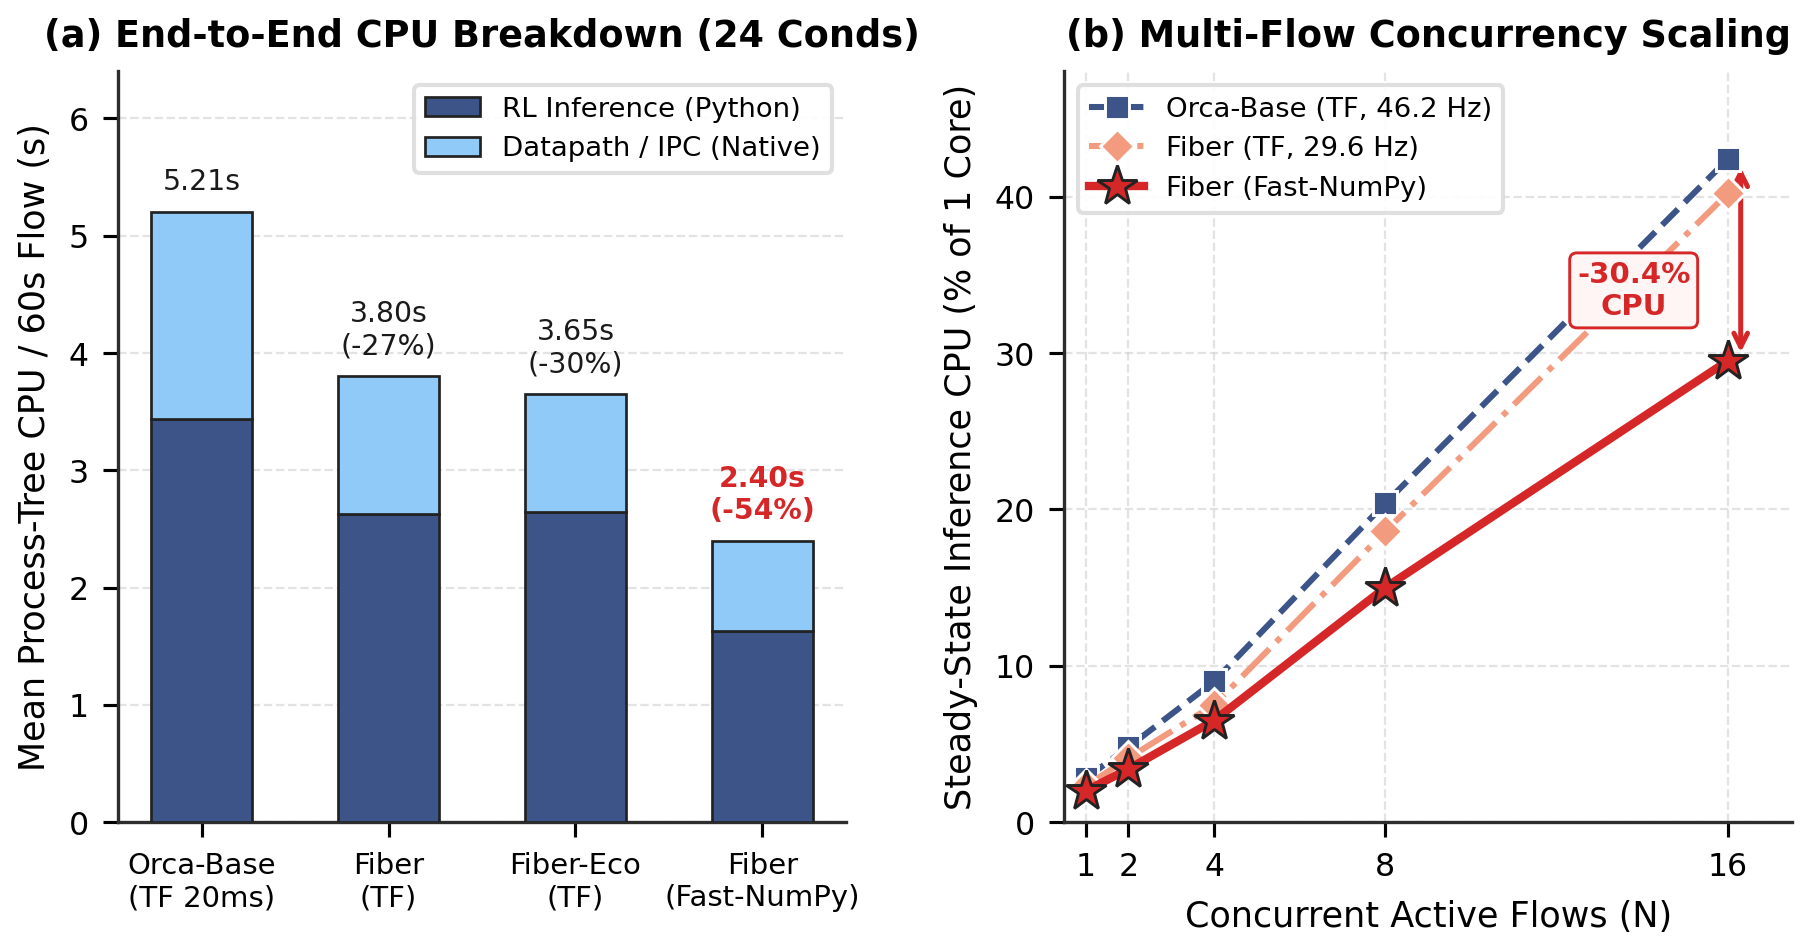 (a) End-to-End CPU Breakdown (24 Conds)
Mean Process-Tree CPU / 60s Flow (s)
6
5
4
3
2
1
0
RL Inference (Python)
Datapath / IPC (Native)
5.21s
3.80s
(-27%)
3.65s
(-30%)
2.40s
(-54%)
Orca-Base
(TF 20ms)
Fiber
(TF)
Fiber-Eco
(TF)
Fiber
(Fast-NumPy)
(b) Multi-Flow Concurrency Scaling
Steady-State Inference CPU (% of 1 Core)
40
30
20
10
0
Orca-Base (TF, 46.2 Hz)
Fiber (TF, 29.6 Hz)
Fiber (Fast-NumPy)
-30.4%
CPU
1 2 4 8 16
Concurrent Active Flows (N)